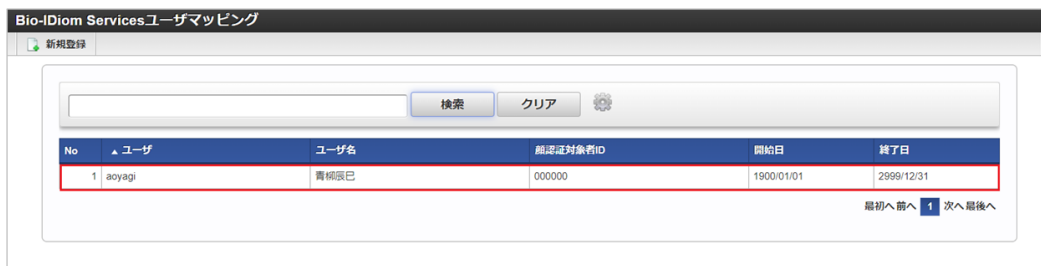 Bio-IDiom Servicesユーザマッピング
新規登録
検索 クリア
No ▲ ユーザ ユーザ名 顔認証対象者ID 開始日 終了日
1 aoyagi 青柳辰巳 000000 1900/01/01 2999/12/31
最初へ 前へ 1 次へ 最後へ